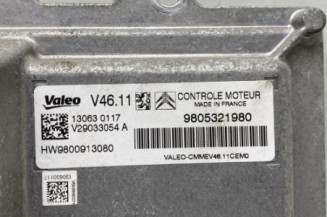 Valeo V46.11 CONTROLE MOTEUR
MADE IN FRANCE
13063 0117
V29033054 A
9805321980
HW9800913080
VALEO-CMMEV46.11CEM0